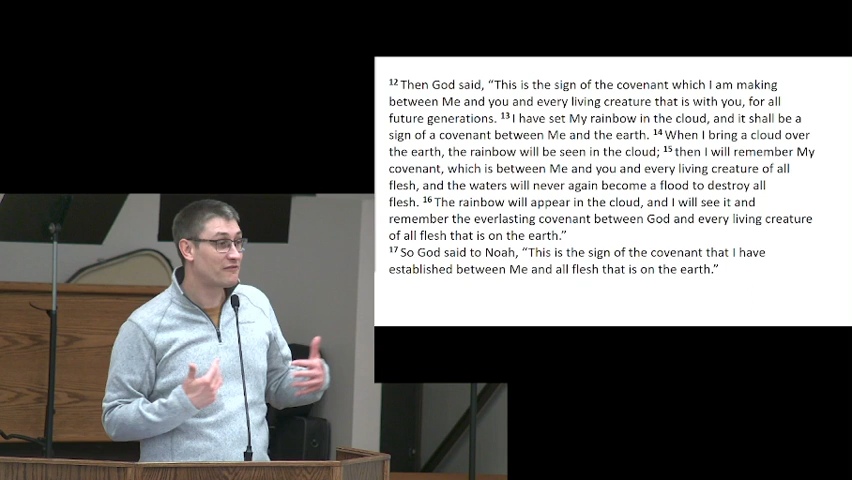 12 Then God said, “This is the sign of the covenant which I am making
between Me and you and every living creature that is with you, for all
future generations. 13 I have set My rainbow in the cloud, and it shall be a
sign of a covenant between Me and the earth. 14 When I bring a cloud over
the earth, the rainbow will be seen in the cloud; 15 then I will remember My
covenant, which is between Me and you and every living creature of all
flesh, and the waters will never again become a flood to destroy all
flesh. 16 The rainbow will appear in the cloud, and I will see it and
remember the everlasting covenant between God and every living creature
of all flesh that is on the earth.”
17 So God said to Noah, “This is the sign of the covenant that I have
established between Me and all flesh that is on the earth.”